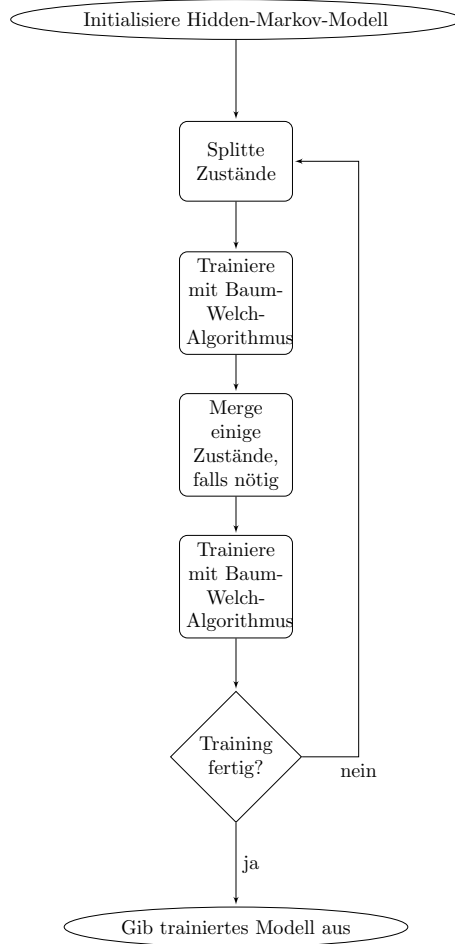 Initialisiere Hidden-Markov-Modell
Splitte
Zustände
Trainiere
mit Baum-
Welch-
Algorithmus
Merge
einige
Zustände,
falls nötig
Trainiere
mit Baum-
Welch-
Algorithmus
Training
fertig?
nein
ja
Gib trainiertes Modell aus